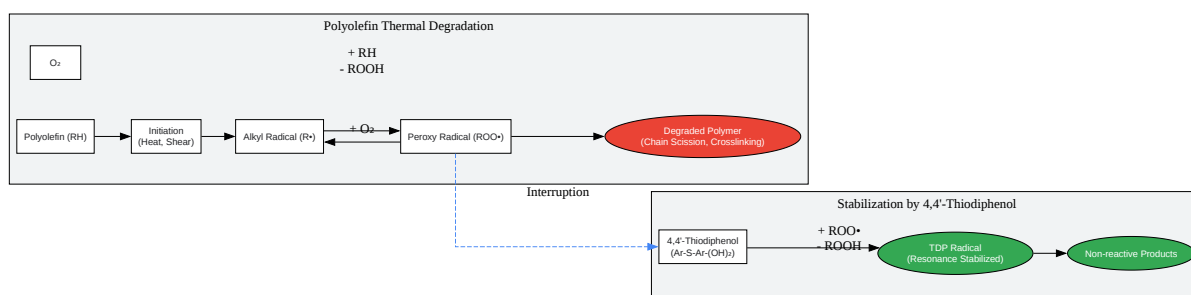 Polyolefin Thermal Degradation
O₂
+ RH
- ROOH
Polyolefin (RH)
Initiation
(Heat, Shear)
Alkyl Radical (R•)
+ O₂
Peroxy Radical (ROO•)
Degraded Polymer
(Chain Scission, Crosslinking)
Interruption
Stabilization by 4,4'-Thiodiphenol
4,4'-Thiodiphenol
(Ar-S-Ar-(OH)₂)
+ ROO•
- ROOH
TDP Radical
(Resonance Stabilized)
Non-reactive Products